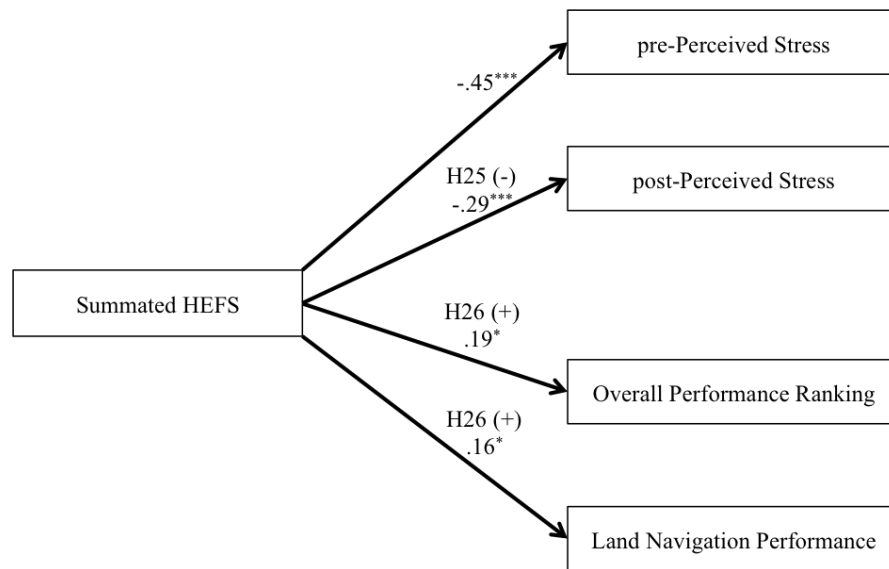 pre-Perceived Stress
-.45***
H25 (-)
-.29***
post-Perceived Stress
Summated HEFS
H26 (+)
.19*
Overall Performance Ranking
H26 (+)
.16*
Land Navigation Performance